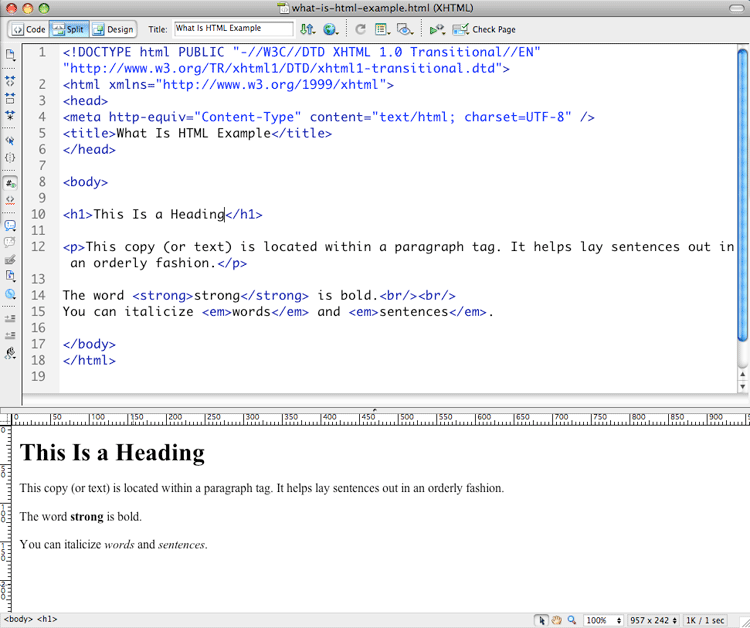 what-is-html-example.html (XHTML)
Code Split Design Title: What Is HTML Example Check Page
1 <!DOCTYPE html PUBLIC "-//W3C//DTD XHTML 1.0 Transitional//EN"
"http://www.w3.org/TR/xhtml1/DTD/xhtml1-transitional.dtd">
2 <html xmlns="http://www.w3.org/1999/xhtml">
3 <head>
4 <meta http-equiv="Content-Type" content="text/html; charset=UTF-8" />
5 <title>What Is HTML Example</title>
6 </head>
7
8 <body>
9
10 <h1>This Is a Heading</h1>
11
12 <p>This copy (or text) is located within a paragraph tag. It helps lay sentences out in
an orderly fashion.</p>
13
14 The word <strong>strong</strong> is bold.<br/><br/>
15 You can italicize <em>words</em> and <em>sentences</em>.
16
17 </body>
18 </html>
19
0 50 100 150 200 250 300 350 400 450 500 550 600 650 700 750 800 850 900
0
50
100
150
200
This Is a Heading
This copy (or text) is located within a paragraph tag. It helps lay sentences out in an orderly fashion.
The word strong is bold.
You can italicize words and sentences.
<body> <h1> 100% 957 x 242 1K / 1 sec